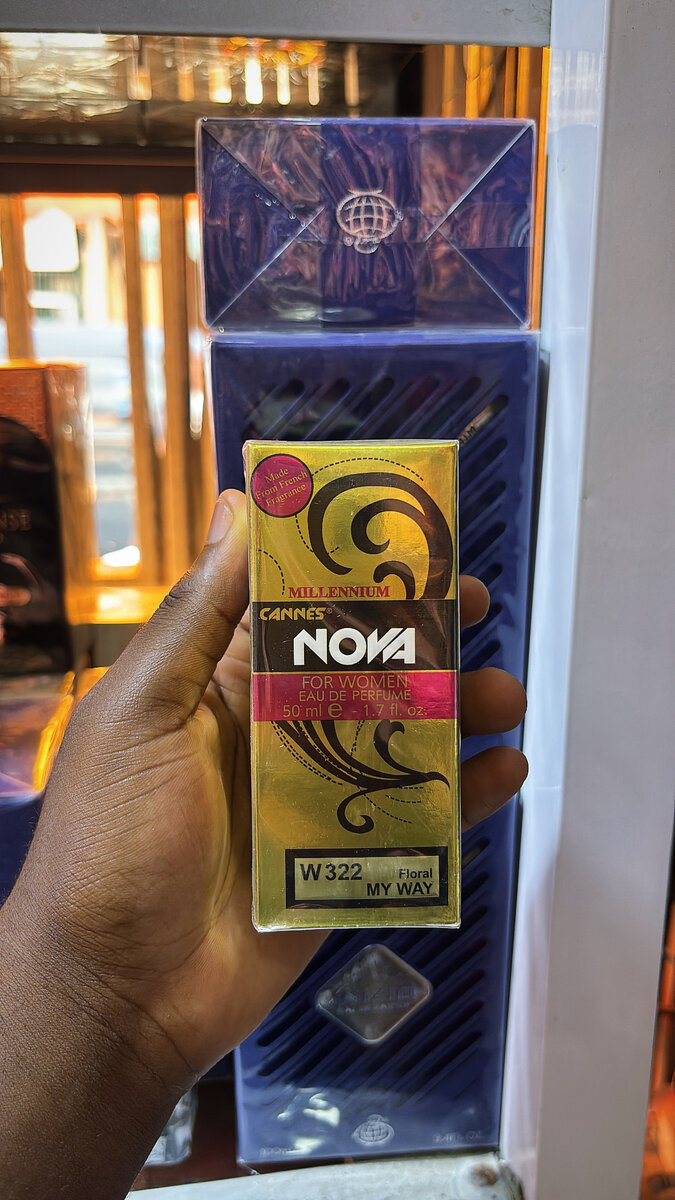 Made
From French
Fragrance
MILLENNIUM
CANNES®
NOVA
FOR WOMEN
EAU DE PERFUME
50 ml e - 1.7 fl. oz.
W 322 Floral
MY WAY